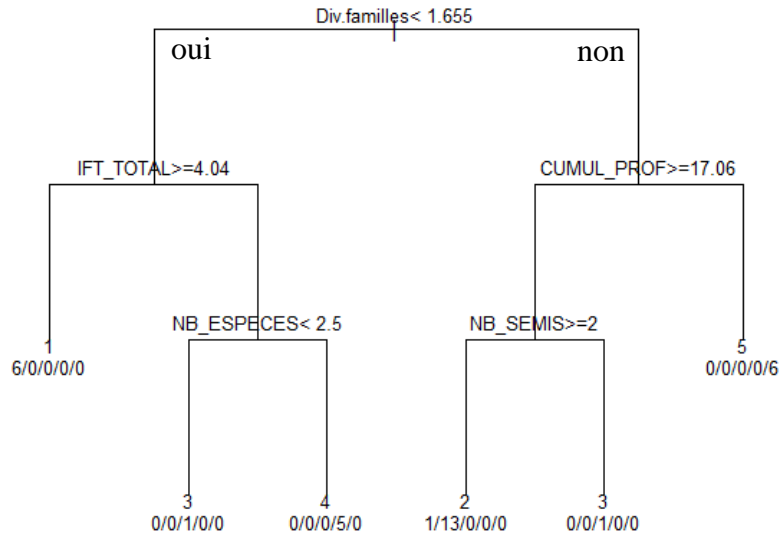 Div.familles< 1.655
oui non
IFT_TOTAL>=4.04 CUMUL_PROF>=17.06
NB_ESPECES< 2.5 NB_SEMIS>=2
1 5
6/0/0/0/0 0/0/0/0/6
3 4 2 3
0/0/1/0/0 0/0/0/5/0 1/13/0/0/0 0/0/1/0/0